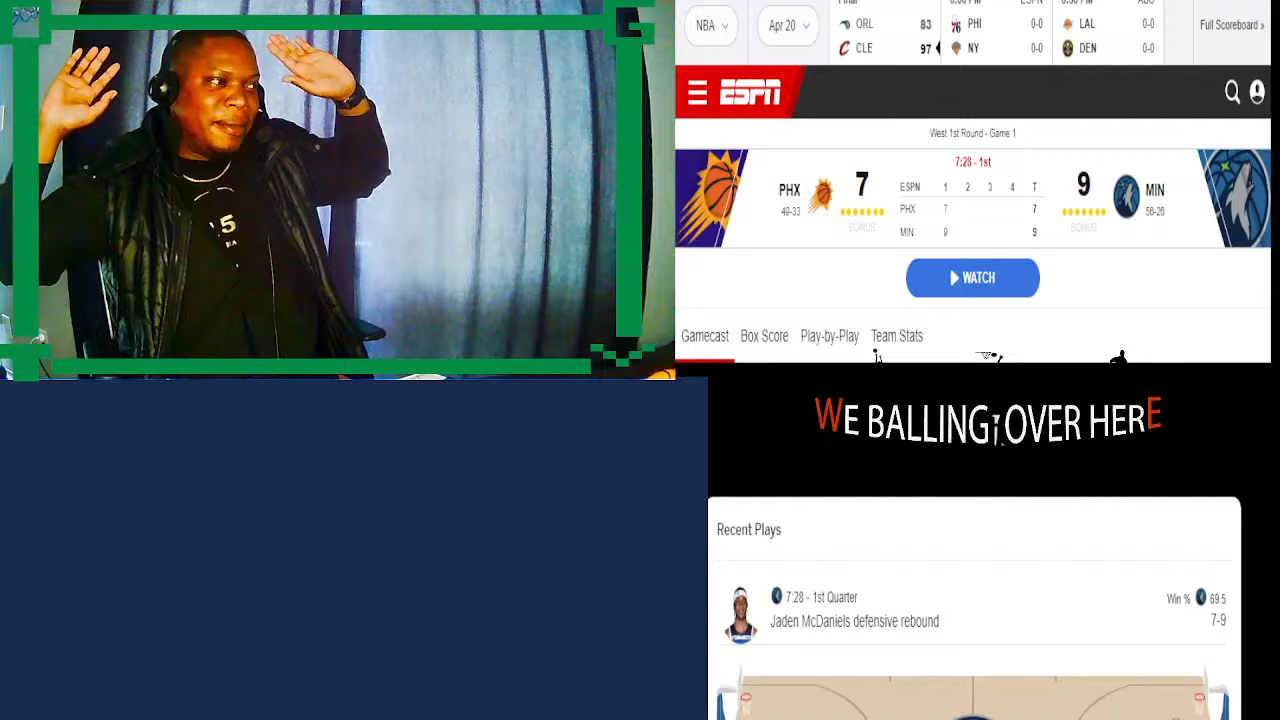 5
NBA
Apr 20
ORL 83
CLE 97
PHI 0-0
NY 0-0
LAL 0-0
DEN 0-0
Full Scoreboard »
ESPN
West 1st Round - Game 1
7:28 - 1st
PHX
49-33
7
BONUS
ESPN 1 2 3 4 T
PHX 7 7
MIN 9 9
9
BONUS
MIN
56-26
WATCH
Gamecast Box Score Play-by-Play Team Stats
WE BALLING OVER HERE
Recent Plays
7:28 - 1st Quarter
Jaden McDaniels defensive rebound
Win % 69.5
7-9